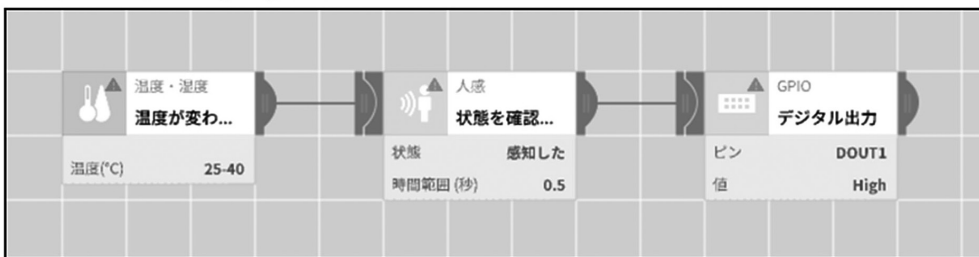 温度・湿度
温度が変わ...
温度(°C) 25-40
人感
状態を確認...
状態 感知した
時間範囲 (秒) 0.5
GPIO
デジタル出力
ピン DOUT1
値 High